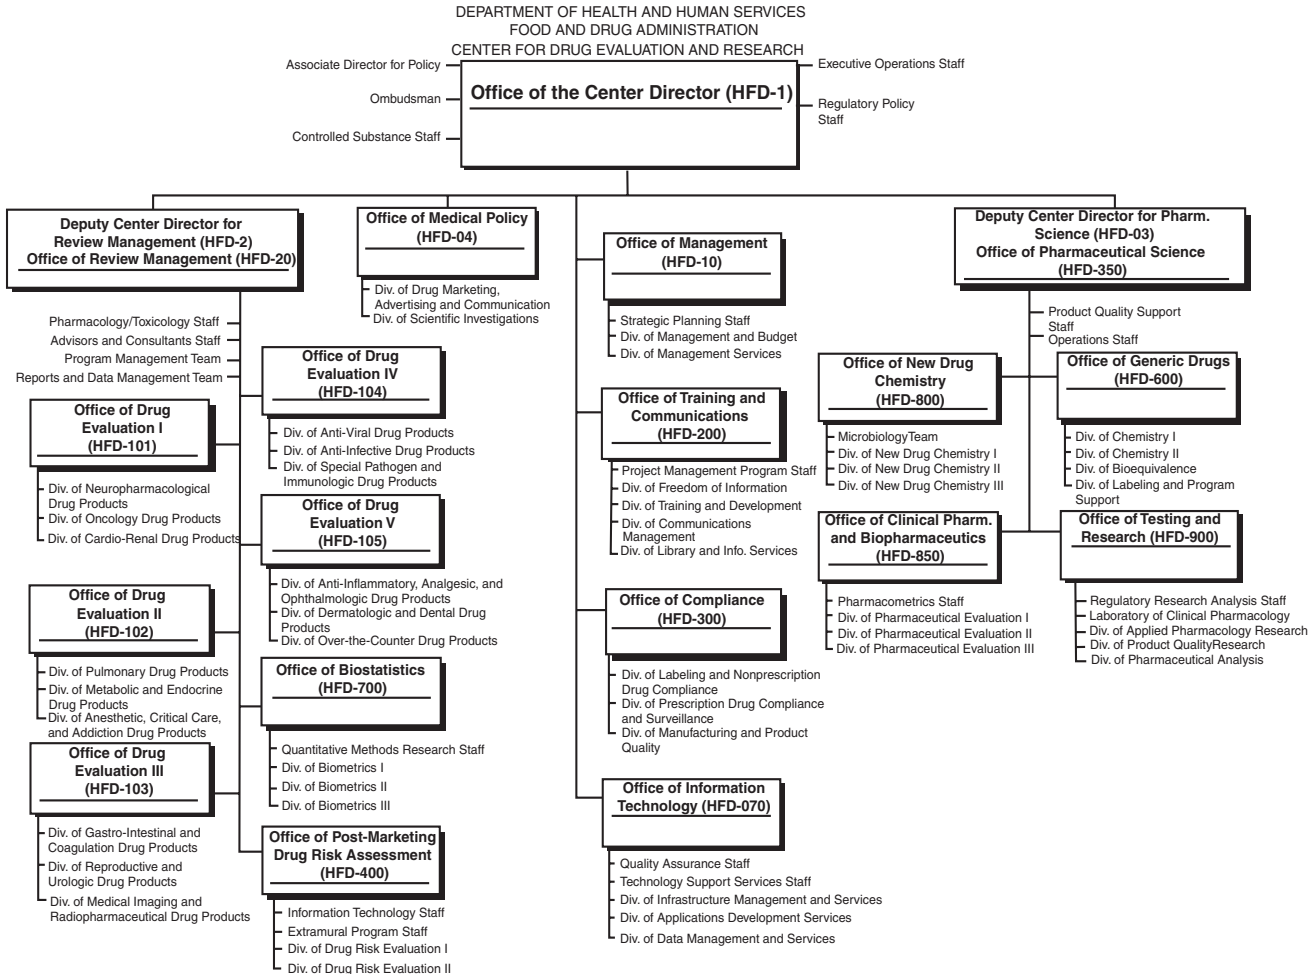 DEPARTMENT OF HEALTH AND HUMAN SERVICES
FOOD AND DRUG ADMINISTRATION
CENTER FOR DRUG EVALUATION AND RESEARCH
Associate Director for Policy
Ombudsman
Controlled Substance Staff
Office of the Center Director (HFD-1)
Executive Operations Staff
Regulatory Policy
Staff
Deputy Center Director for
Review Management (HFD-2)
Office of Review Management (HFD-20)
Pharmacology/Toxicology Staff
Advisors and Consultants Staff
Program Management Team
Reports and Data Management Team
Office of Drug
Evaluation I
(HFD-101)
Div. of Neuropharmacological
Drug Products
Div. of Oncology Drug Products
Div. of Cardio-Renal Drug Products
Office of Drug
Evaluation II
(HFD-102)
Div. of Pulmonary Drug Products
Div. of Metabolic and Endocrine
Drug Products
Div. of Anesthetic, Critical Care,
and Addiction Drug Products
Office of Drug
Evaluation III
(HFD-103)
Div. of Gastro-Intestinal and
Coagulation Drug Products
Div. of Reproductive and
Urologic Drug Products
Div. of Medical Imaging and
Radiopharmaceutical Drug Products
Office of Drug
Evaluation IV
(HFD-104)
Div. of Anti-Viral Drug Products
Div. of Anti-Infective Drug Products
Div. of Special Pathogen and
Immunologic Drug Products
Office of Drug
Evaluation V
(HFD-105)
Div. of Anti-Inflammatory, Analgesic, and
Ophthalmologic Drug Products
Div. of Dermatologic and Dental Drug
Products
Div. of Over-the-Counter Drug Products
Office of Biostatistics
(HFD-700)
Quantitative Methods Research Staff
Div. of Biometrics I
Div. of Biometrics II
Div. of Biometrics III
Office of Post-Marketing
Drug Risk Assessment
(HFD-400)
Information Technology Staff
Extramural Program Staff
Div. of Drug Risk Evaluation I
Div. of Drug Risk Evaluation II
Office of Medical Policy
(HFD-04)
Div. of Drug Marketing,
Advertising and Communication
Div. of Scientific Investigations
Office of Management
(HFD-10)
Strategic Planning Staff
Div. of Management and Budget
Div. of Management Services
Office of Training and
Communications
(HFD-200)
Project Management Program Staff
Div. of Freedom of Information
Div. of Training and Development
Div. of Communications
Management
Div. of Library and Info. Services
Office of Compliance
(HFD-300)
Div. of Labeling and Nonprescription
Drug Compliance
Div. of Prescription Drug Compliance
and Surveillance
Div. of Manufacturing and Product
Quality
Office of Information
Technology (HFD-070)
Quality Assurance Staff
Technology Support Services Staff
Div. of Infrastructure Management and Services
Div. of Applications Development Services
Div. of Data Management and Services
Deputy Center Director for Pharm.
Science (HFD-03)
Office of Pharmaceutical Science
(HFD-350)
Product Quality Support
Staff
Operations Staff
Office of New Drug
Chemistry
(HFD-800)
MicrobiologyTeam
Div. of New Drug Chemistry I
Div. of New Drug Chemistry II
Div. of New Drug Chemistry III
Office of Generic Drugs
(HFD-600)
Div. of Chemistry I
Div. of Chemistry II
Div. of Bioequivalence
Div. of Labeling and Program
Support
Office of Clinical Pharm.
and Biopharmaceutics
(HFD-850)
Pharmacometrics Staff
Div. of Pharmaceutical Evaluation I
Div. of Pharmaceutical Evaluation II
Div. of Pharmaceutical Evaluation III
Office of Testing and
Research (HFD-900)
Regulatory Research Analysis Staff
Laboratory of Clinical Pharmacology
Div. of Applied Pharmacology Research
Div. of Product QualityResearch
Div. of Pharmaceutical Analysis